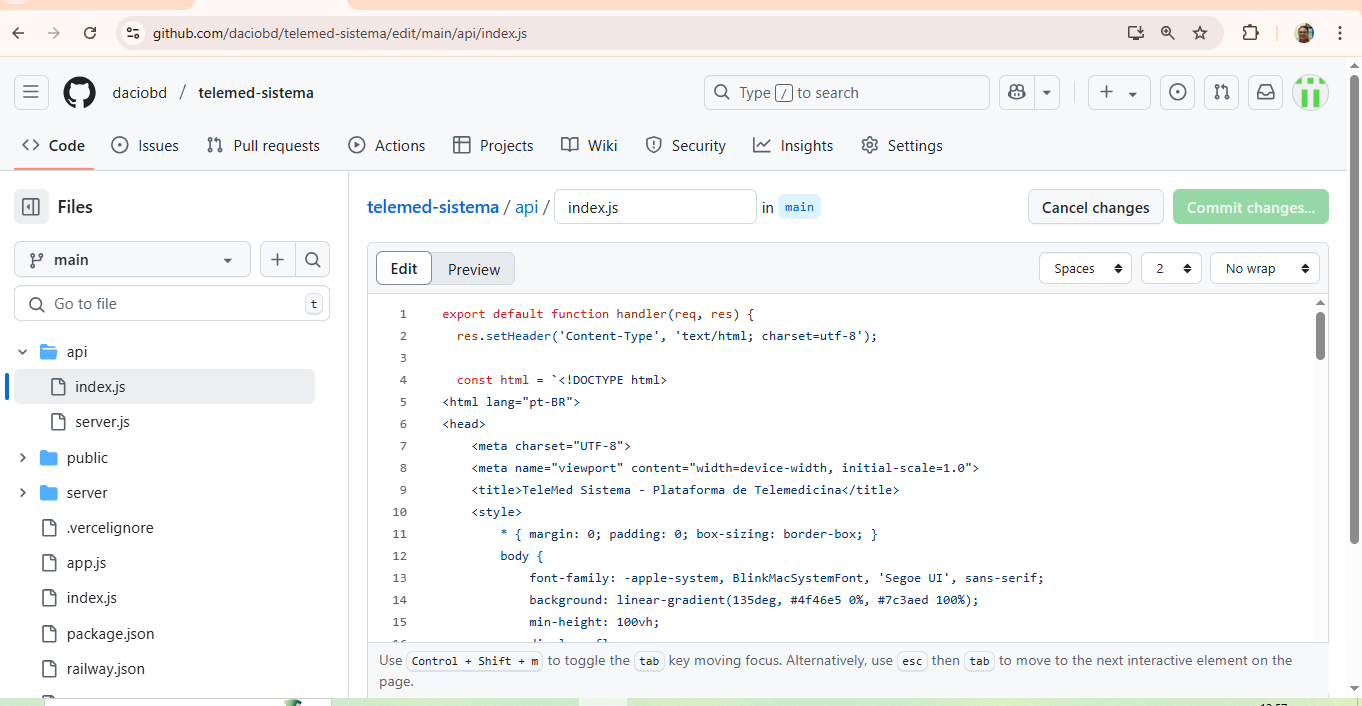 github.com/daciobd/telemed-sistema/edit/main/api/index.js
daciobd / telemed-sistema
Type / to search
Code Issues Pull requests Actions Projects Wiki Security Insights Settings
Files
telemed-sistema / api / index.js in main
Cancel changes Commit changes...
main
Edit Preview
Spaces 2 No wrap
Go to file t
api
index.js
server.js
public
server
.vercelignore
app.js
index.js
package.json
railway.json
1 export default function handler(req, res) {
2 res.setHeader('Content-Type', 'text/html; charset=utf-8');
3
4 const html = `<!DOCTYPE html>
5 <html lang="pt-BR">
6 <head>
7 <meta charset="UTF-8">
8 <meta name="viewport" content="width=device-width, initial-scale=1.0">
9 <title>TeleMed Sistema - Plataforma de Telemedicina</title>
10 <style>
11 * { margin: 0; padding: 0; box-sizing: border-box; }
12 body {
13 font-family: -apple-system, BlinkMacSystemFont, 'Segoe UI', sans-serif;
14 background: linear-gradient(135deg, #4f46e5 0%, #7c3aed 100%);
15 min-height: 100vh;
Use Control + Shift + m to toggle the tab key moving focus. Alternatively, use esc then tab to move to the next interactive element on the
page.